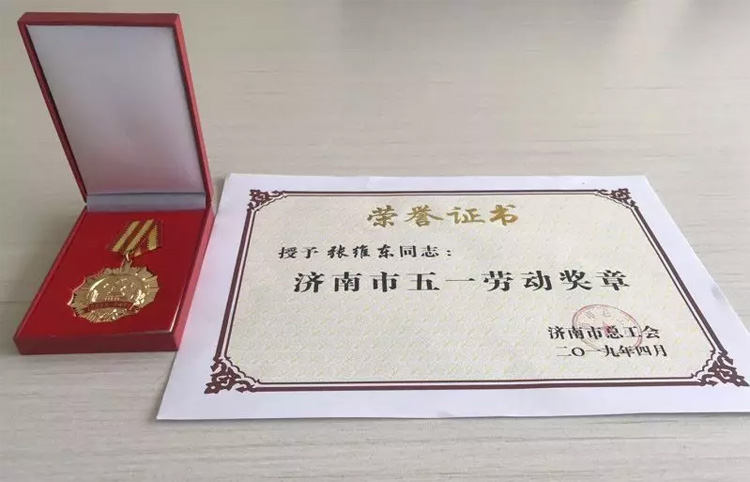 荣誉证书
授予张维东同志：
济南市五一劳动奖章
济南市总工会
二〇一九年四月